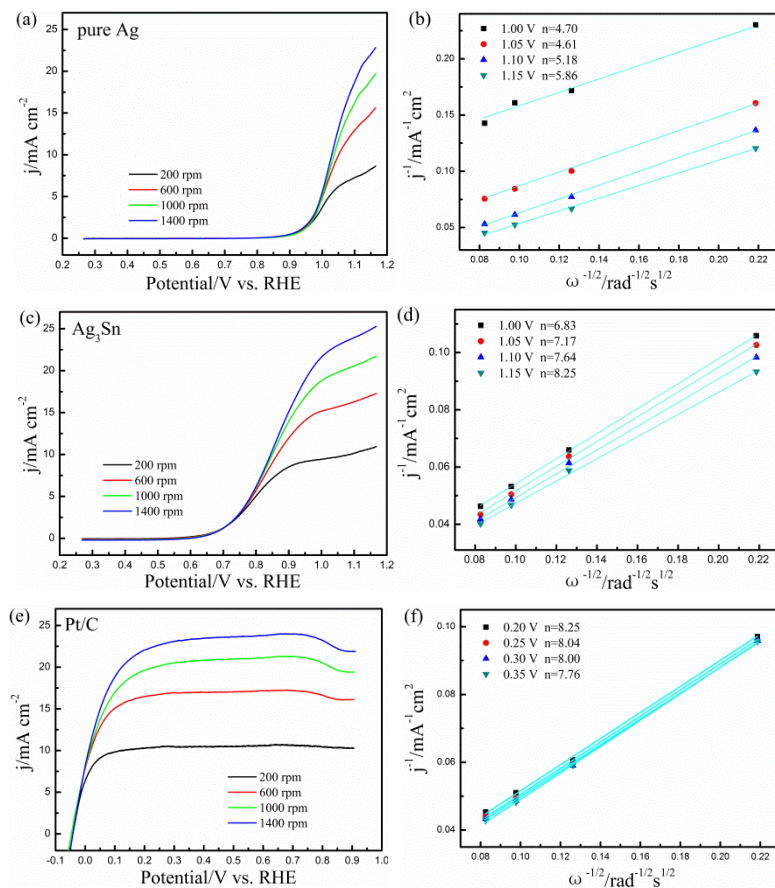 (a)
pure Ag
j/mA cm-2
25
20
15
10
5
0
200 rpm
600 rpm
1000 rpm
1400 rpm
0.2 0.3 0.4 0.5 0.6 0.7 0.8 0.9 1.0 1.1 1.2
Potential/V vs. RHE
(b)
1.00 V n=4.70
1.05 V n=4.61
1.10 V n=5.18
1.15 V n=5.86
j-1/mA-1cm2
0.20
0.15
0.10
0.05
0.08 0.10 0.12 0.14 0.16 0.18 0.20 0.22
ω-1/2/rad-1/2s1/2
(c)
Ag3Sn
j/mA cm-2
25
20
15
10
5
0
200 rpm
600 rpm
1000 rpm
1400 rpm
0.2 0.3 0.4 0.5 0.6 0.7 0.8 0.9 1.0 1.1 1.2
Potential/V vs. RHE
(d)
1.00 V n=6.83
1.05 V n=7.17
1.10 V n=7.64
1.15 V n=8.25
j-1/mA-1cm2
0.10
0.08
0.06
0.04
0.08 0.10 0.12 0.14 0.16 0.18 0.20 0.22
ω-1/2/rad-1/2s1/2
(e)
Pt/C
j/mA cm-2
25
20
15
10
5
0
200 rpm
600 rpm
1000 rpm
1400 rpm
-0.1 0.0 0.1 0.2 0.3 0.4 0.5 0.6 0.7 0.8 0.9 1.0
Potential/V vs. RHE
(f)
0.20 V n=8.25
0.25 V n=8.04
0.30 V n=8.00
0.35 V n=7.76
j-1/mA-1cm2
0.10
0.08
0.06
0.04
0.08 0.10 0.12 0.14 0.16 0.18 0.20 0.22
ω-1/2/rad-1/2s1/2